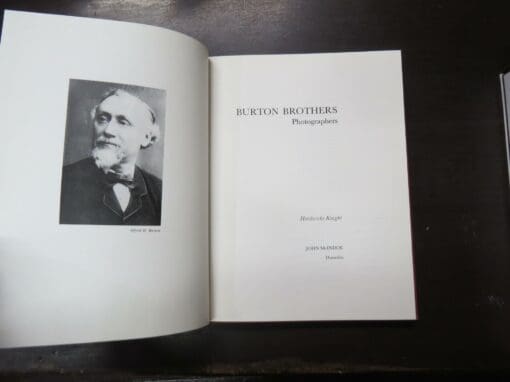 Alfred H. Burton
BURTON BROTHERS
Photographers
Hardwicke Knight
JOHN McINDOE
Dunedin